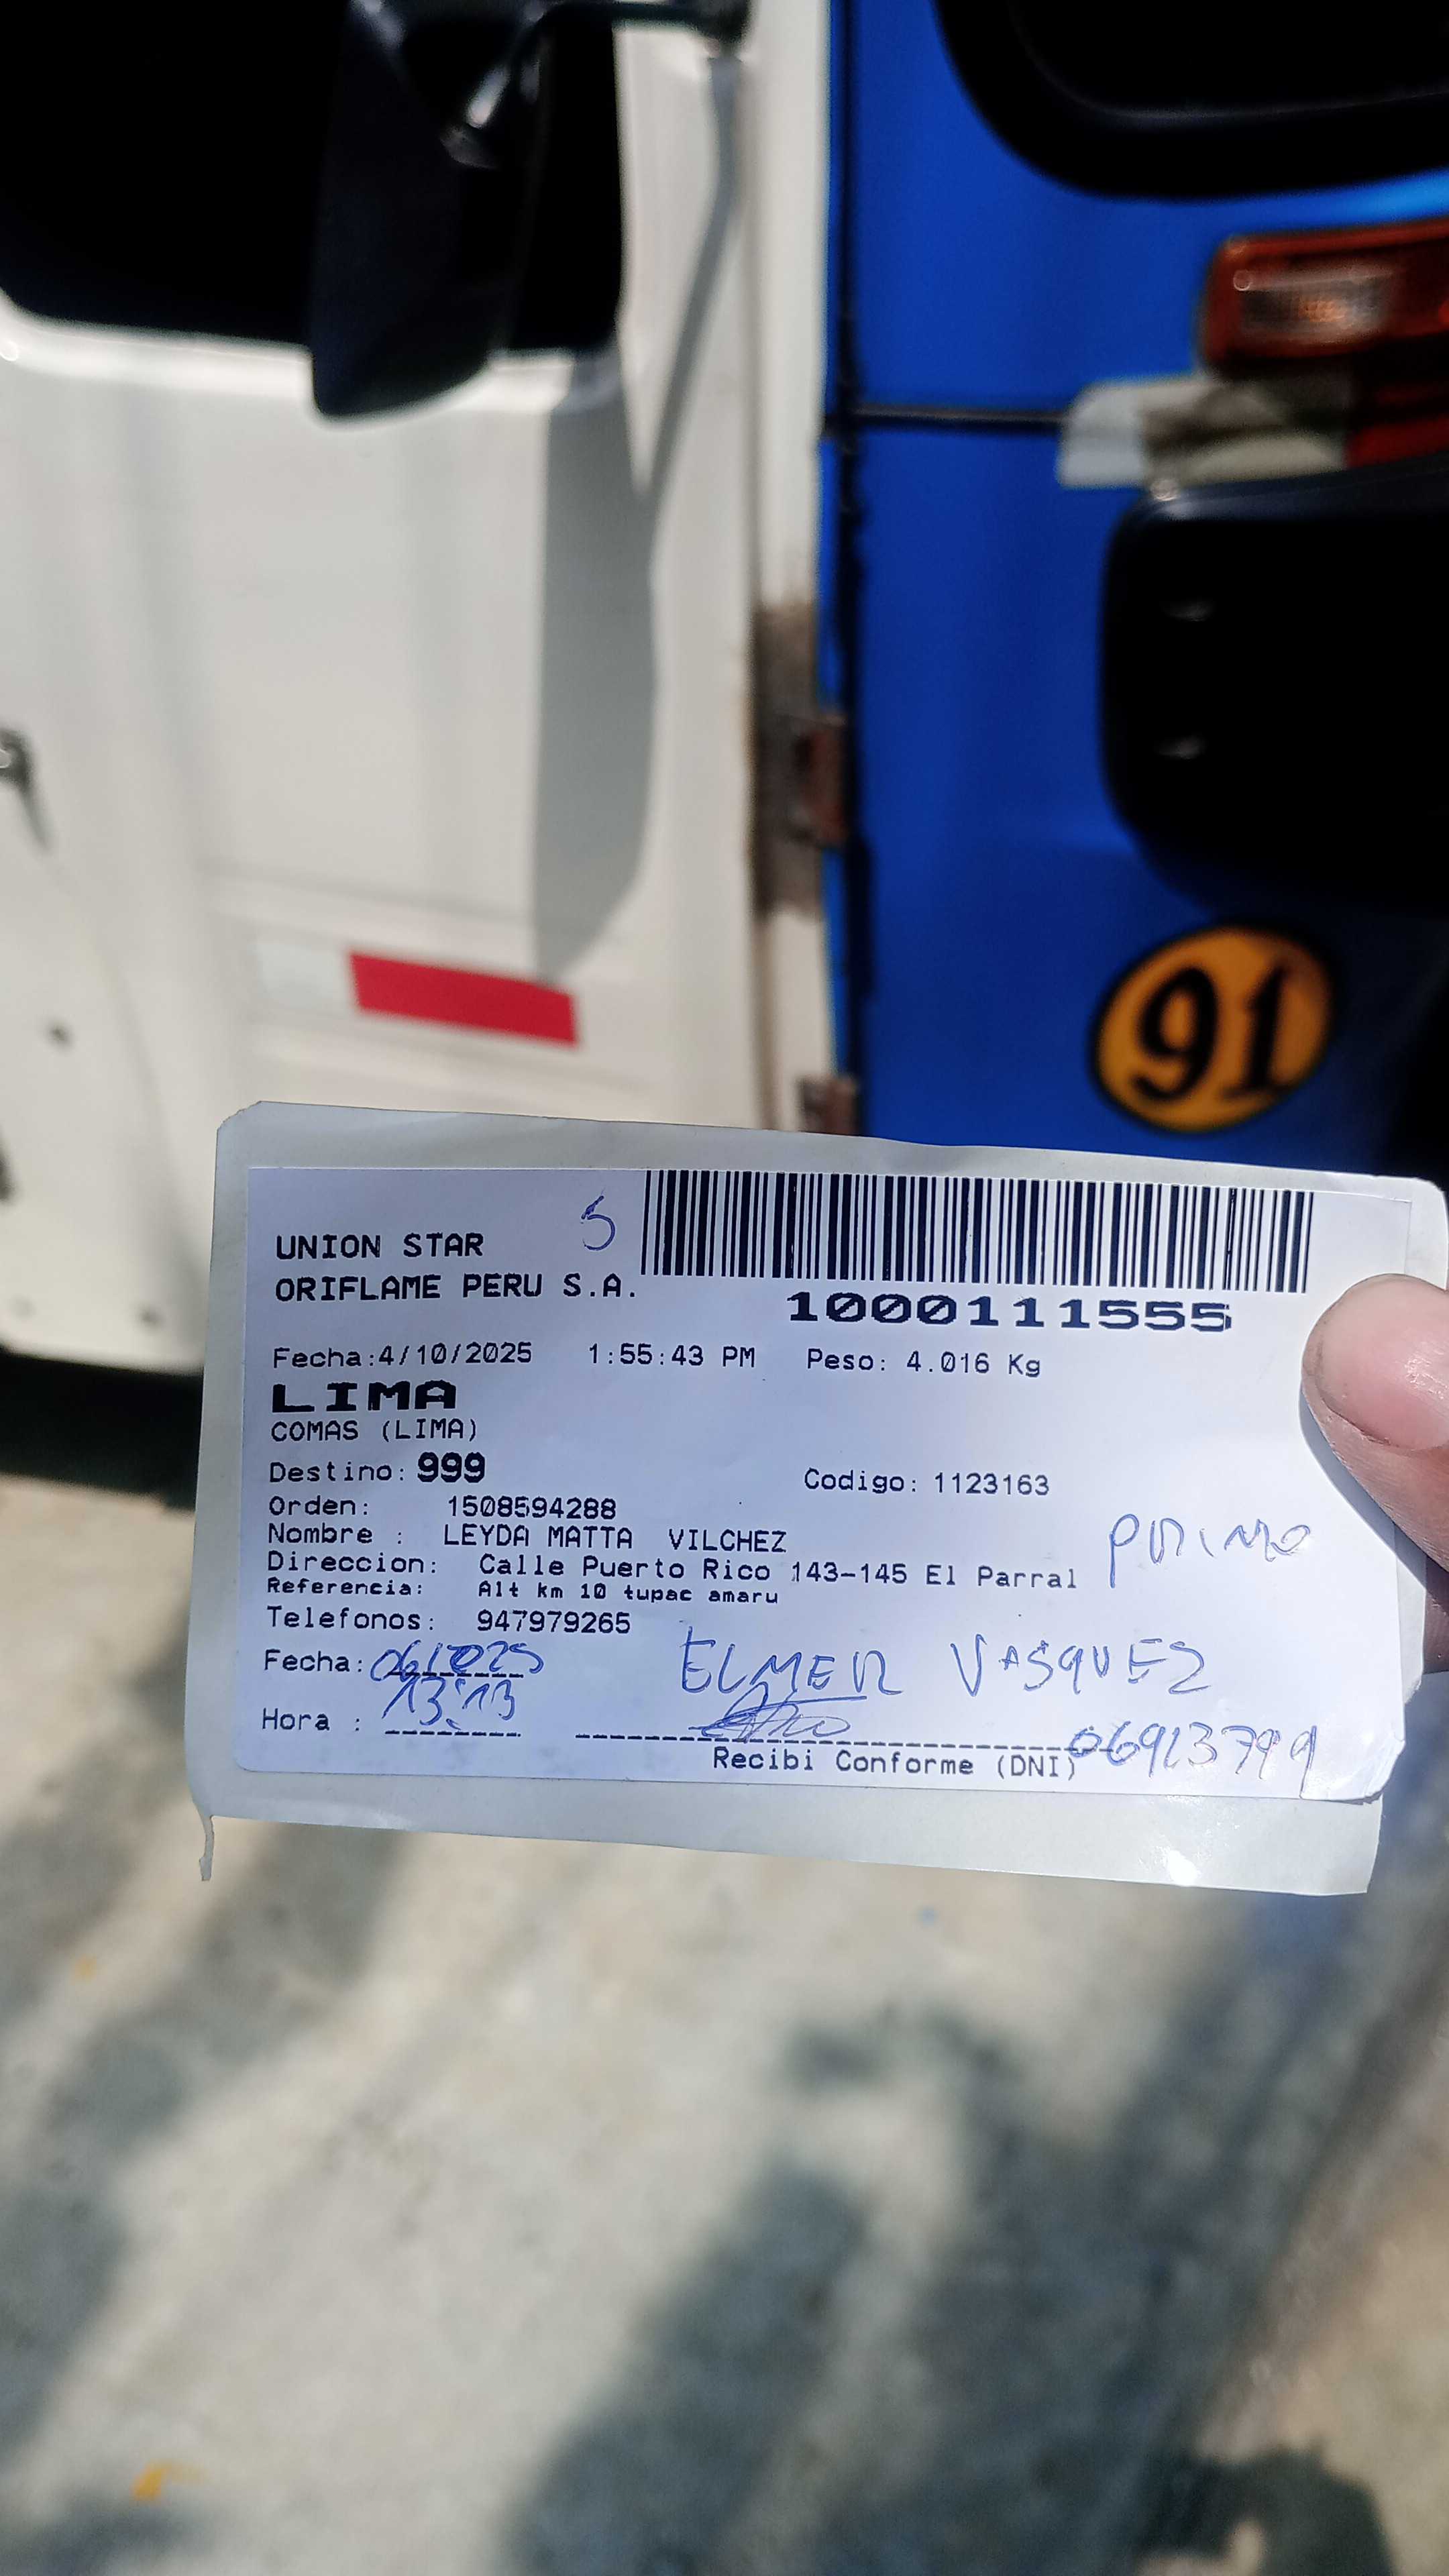 91
UNION STAR 5
ORIFLAME PERU S.A.
1000111555
Fecha:4/10/2025 1:55:43 PM Peso: 4.016 Kg
LIMA
COMAS (LIMA)
Destino: 999 Codigo: 1123163
Orden: 1508594288
Nombre : LEYDA MATTA VILCHEZ
Direccion: Calle Puerto Rico 143-145 El Parral primo
Referencia: Alt km 10 tupac amaru
Telefonos: 947979265
Fecha: ELMER VASQUEZ
Hora : 13:13
Recibi Conforme (DNI) 06913799